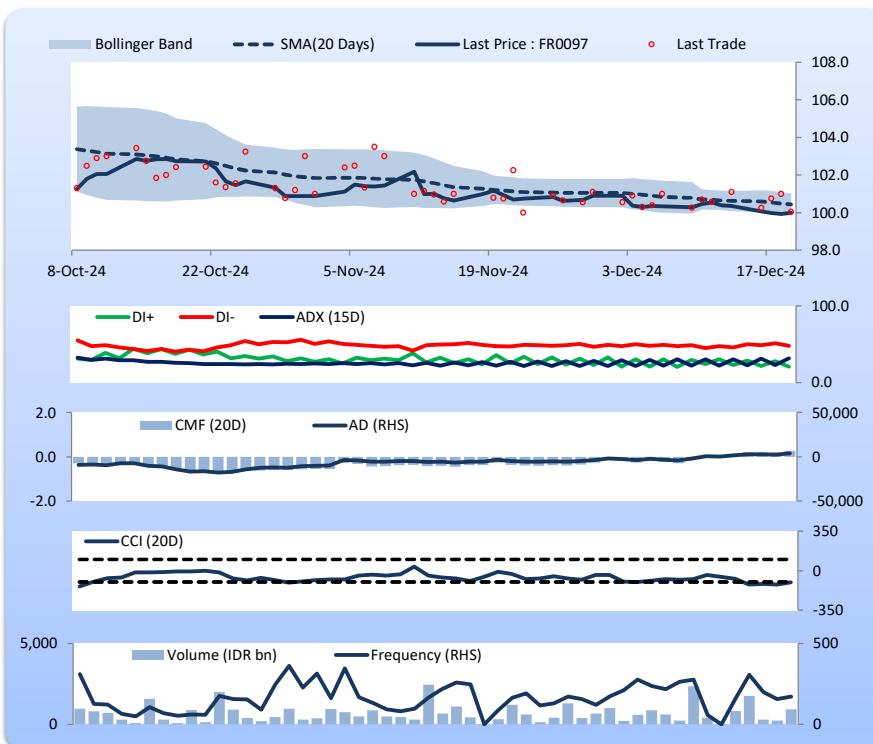 Bollinger Band SMA(20 Days) Last Price : FR0097 Last Trade
108.0
106.0
104.0
102.0
100.0
98.0
8-Oct-24 22-Oct-24 5-Nov-24 19-Nov-24 3-Dec-24 17-Dec-24
DI+ DI- ADX (15D)
100.0
0.0
CMF (20D) AD (RHS)
2.0 50,000
0.0 0
-2.0 -50,000
CCI (20D)
350
0
-350
Volume (IDR bn) Frequency (RHS)
5,000 500
0 0